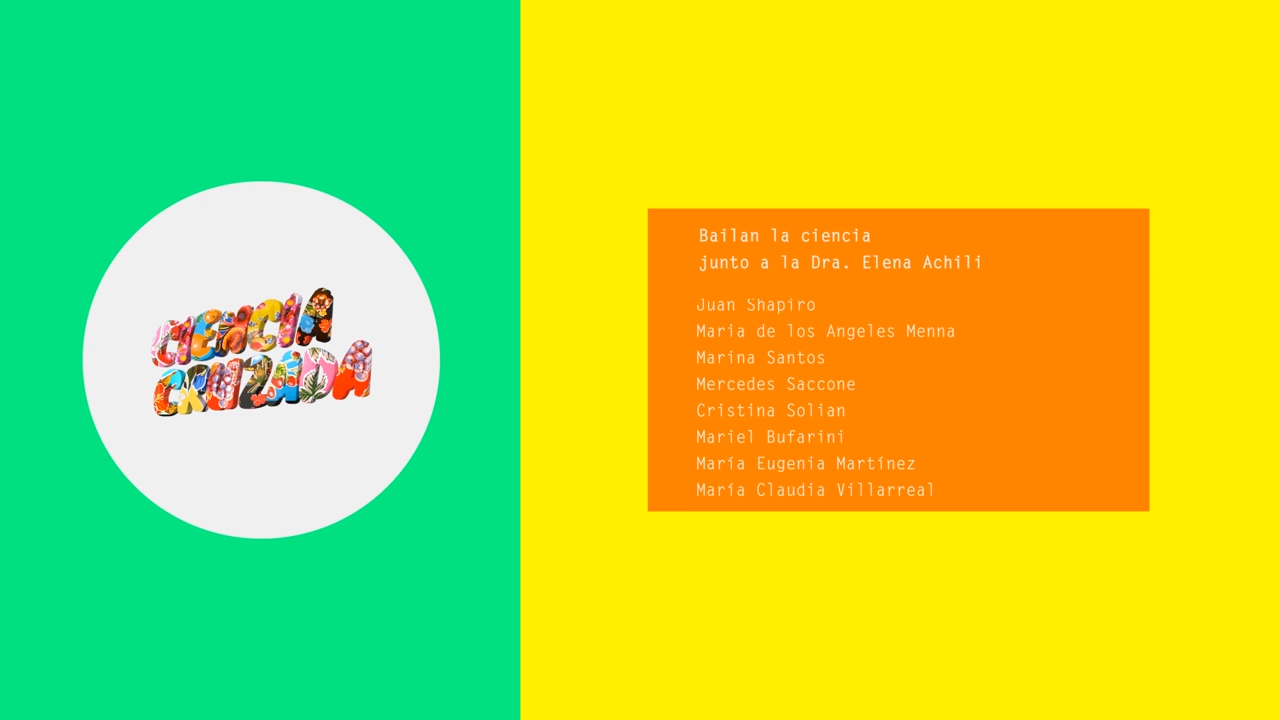 CIENCIA
CRUZADA
Bailan la ciencia
junto a la Dra. Elena Achili
Juan Shapiro
Maria de los Angeles Menna
Marina Santos
Mercedes Saccone
Cristina Solian
Mariel Bufarini
María Eugenia Martínez
María Claudia Villarreal